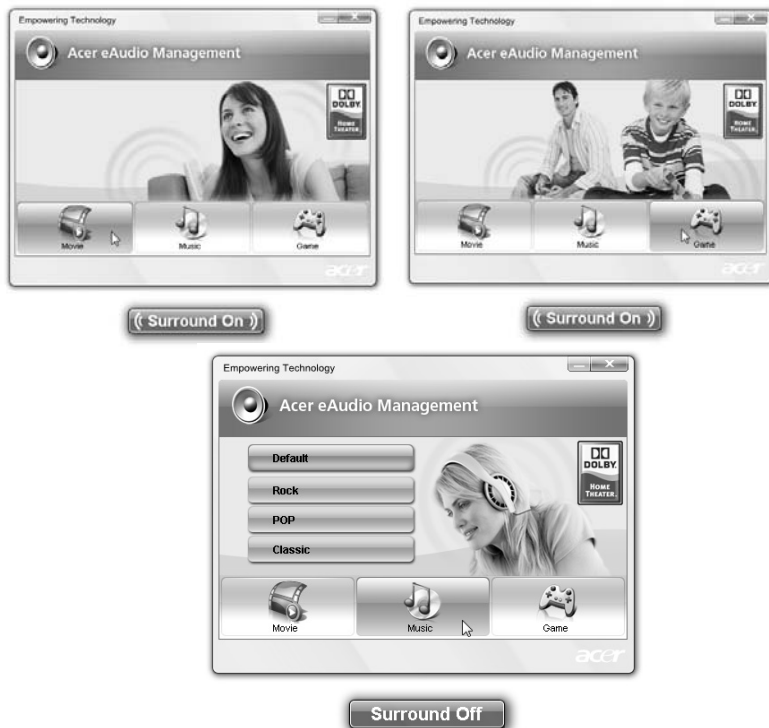 Empowering Technology
Acer eAudio Management
DOLBY
HOME
THEATER
Movie
Music
Game
acer
(( Surround On ))
Empowering Technology
Acer eAudio Management
DOLBY
HOME
THEATER
Movie
Music
Game
acer
(( Surround On ))
Empowering Technology
Acer eAudio Management
Default
Rock
POP
Classic
DOLBY
HOME
THEATER
Movie
Music
Game
acer
Surround Off